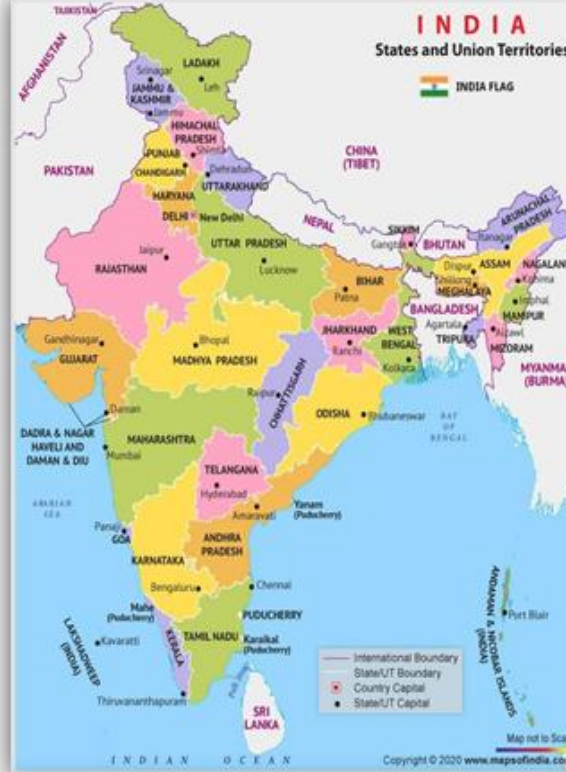 INDIA
States and Union Territories
INDIA FLAG
TAJIKISTAN
AFGHANISTAN
LADAKH
Srinagar
Leh
JAMMU &
KASHMIR
Jammu
HIMACHAL
PRADESH
Shimla
CHINA
(TIBET)
PAKISTAN
PUNJAB
CHANDIGARH
Dehradun
UTTARAKHAND
HARYANA
DELHI
New Delhi
NEPAL
ARUNACHAL
PRADESH
Itanagar
SIKKIM
Gangtok
BHUTAN
UTTAR PRADESH
Lucknow
Jaipur
RAJASTHAN
BIHAR
Patna
Dispur
ASSAM
NAGALAN
Kohima
Shillong
MEGHALAYA
Imphal
MANIPUR
BANGLADESH
Agartala
TRIPURA
Aizawl
MIZORAM
MYANMA
(BURMA)
Gandhinagar
GUJARAT
Bhopal
MADHYA PRADESH
JHARKHAND
Ranchi
WEST
BENGAL
Kolkata
Raipur
CHHATTISGARH
ODISHA
Bhubaneswar
BAY
OF
BENGAL
Daman
DADRA & NAGAR
HAVELI AND
DAMAN & DIU
MAHARASHTRA
Mumbai
TELANGANA
Hyderabad
ARABIAN
SEA
Yanam
(Puducherry)
Amaravati
Panaji
GOA
ANDHRA
PRADESH
KARNATAKA
Bengaluru
Chennai
Mahe
(Puducherry)
PUDUCHERRY
LAKSHADWEEP
(INDIA)
Kavaratti
KERALA
TAMIL NADU
Karaikal
(Puducherry)
Thiruvananthapuram
SRI
LANKA
ANDAMAN & NICOBAR ISLANDS
(INDIA)
Port Blair
International Boundary
State/UT Boundary
Country Capital
State/UT Capital
INDIAN OCEAN
Map not to Sca
Copyright © 2020 www.mapsofindia.com